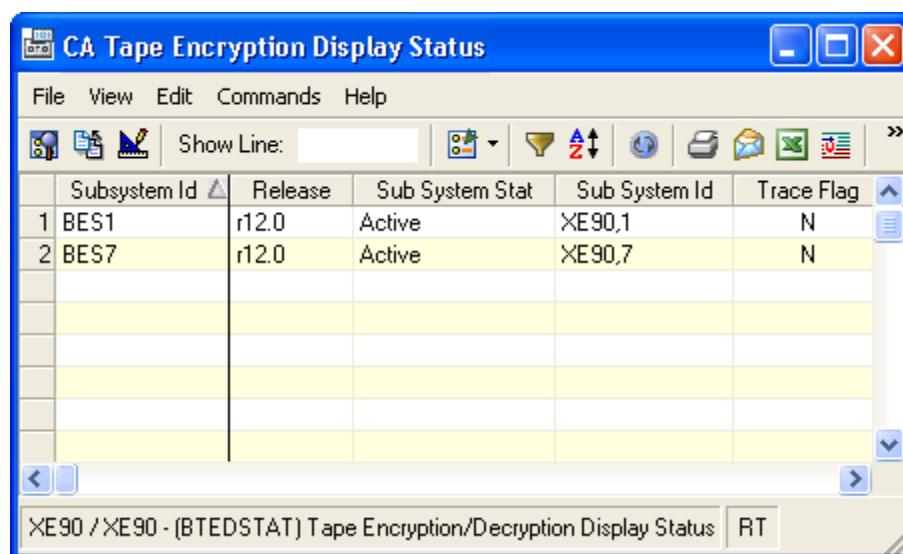 CA Tape Encryption Display Status
File View Edit Commands Help
Show Line:
Subsystem Id Release Sub System Stat Sub System Id Trace Flag
1 BES1 r12.0 Active XE90,1 N
2 BES7 r12.0 Active XE90,7 N
XE90 / XE90 - (BTEDSTAT) Tape Encryption/Decryption Display Status RT